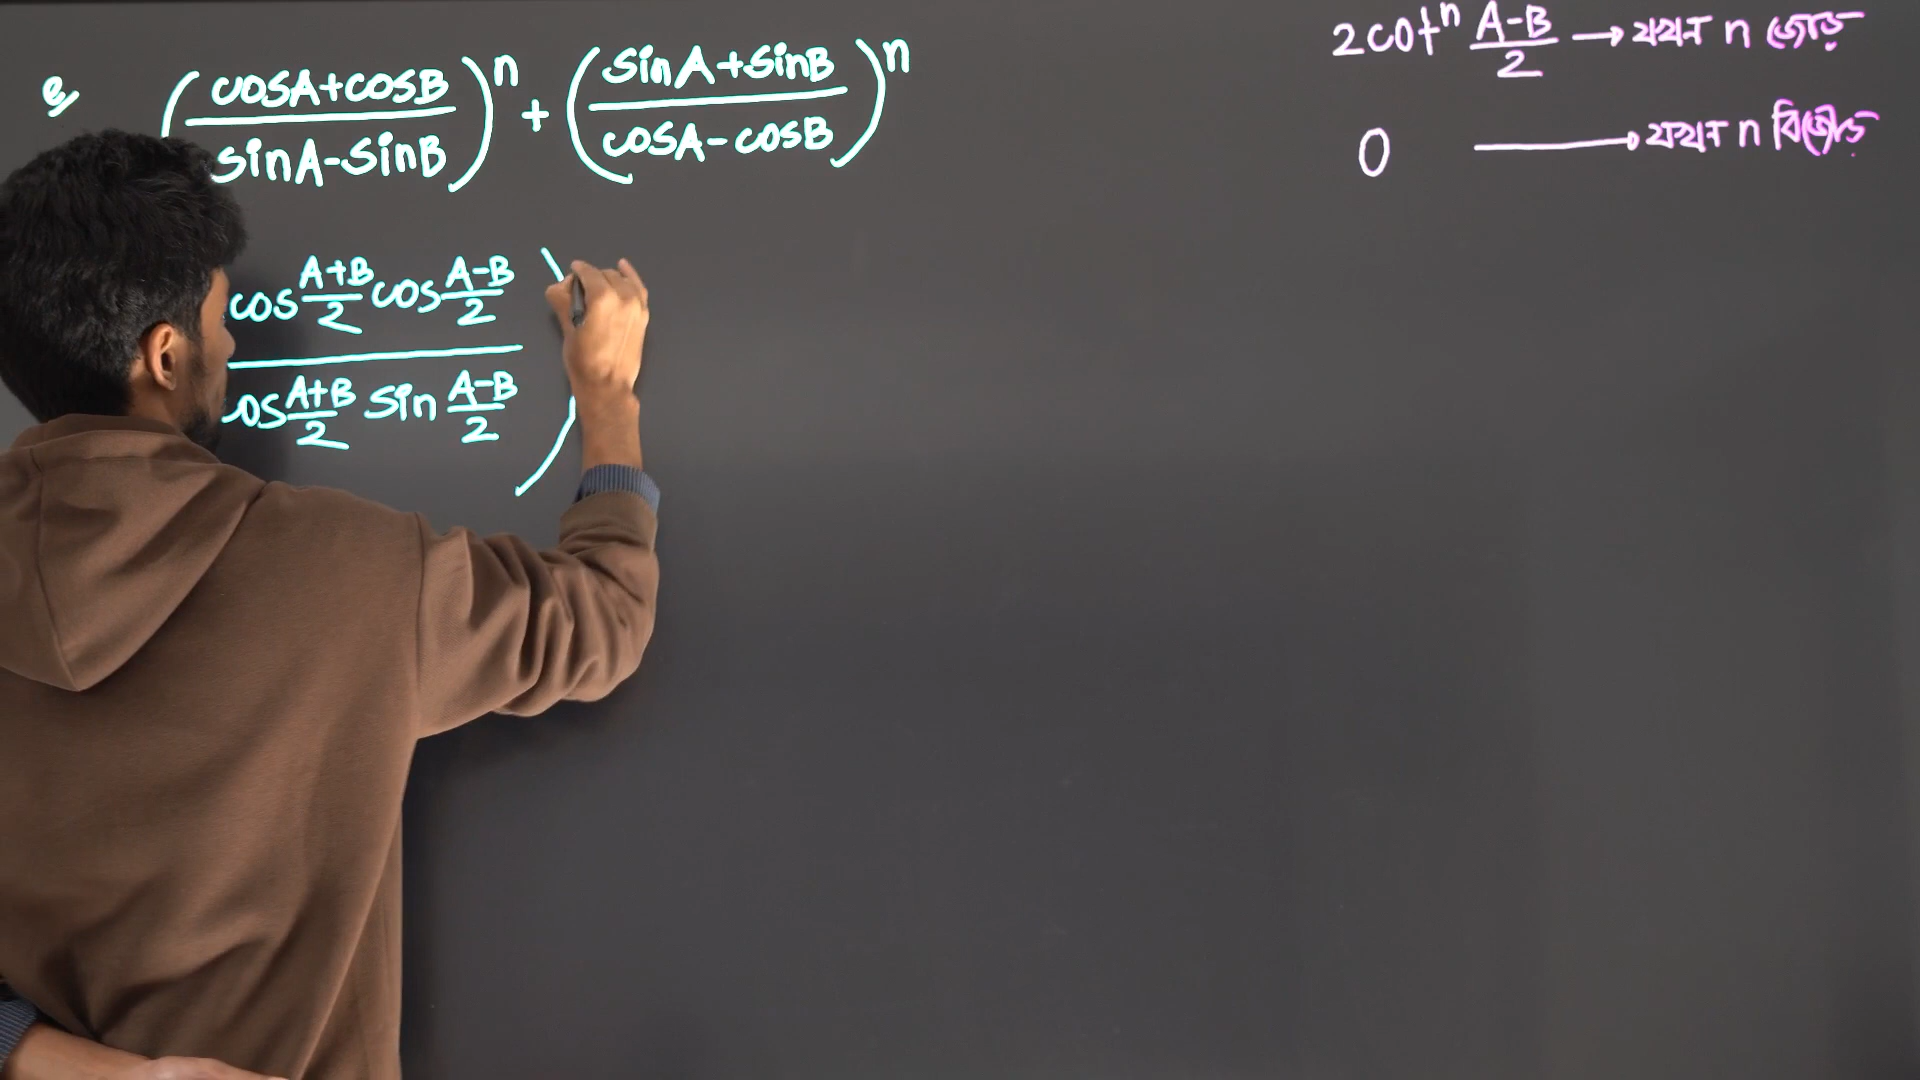 (cosA+cosB / sinA-sinB)^n + (sinA+sinB / cosA-cosB)^n
cos A+B/2 cos A-B/2
cos A+B/2 sin A-B/2
2cot^n A-B/2 → যখন n জোড়
0 → যখন n বিজোড়